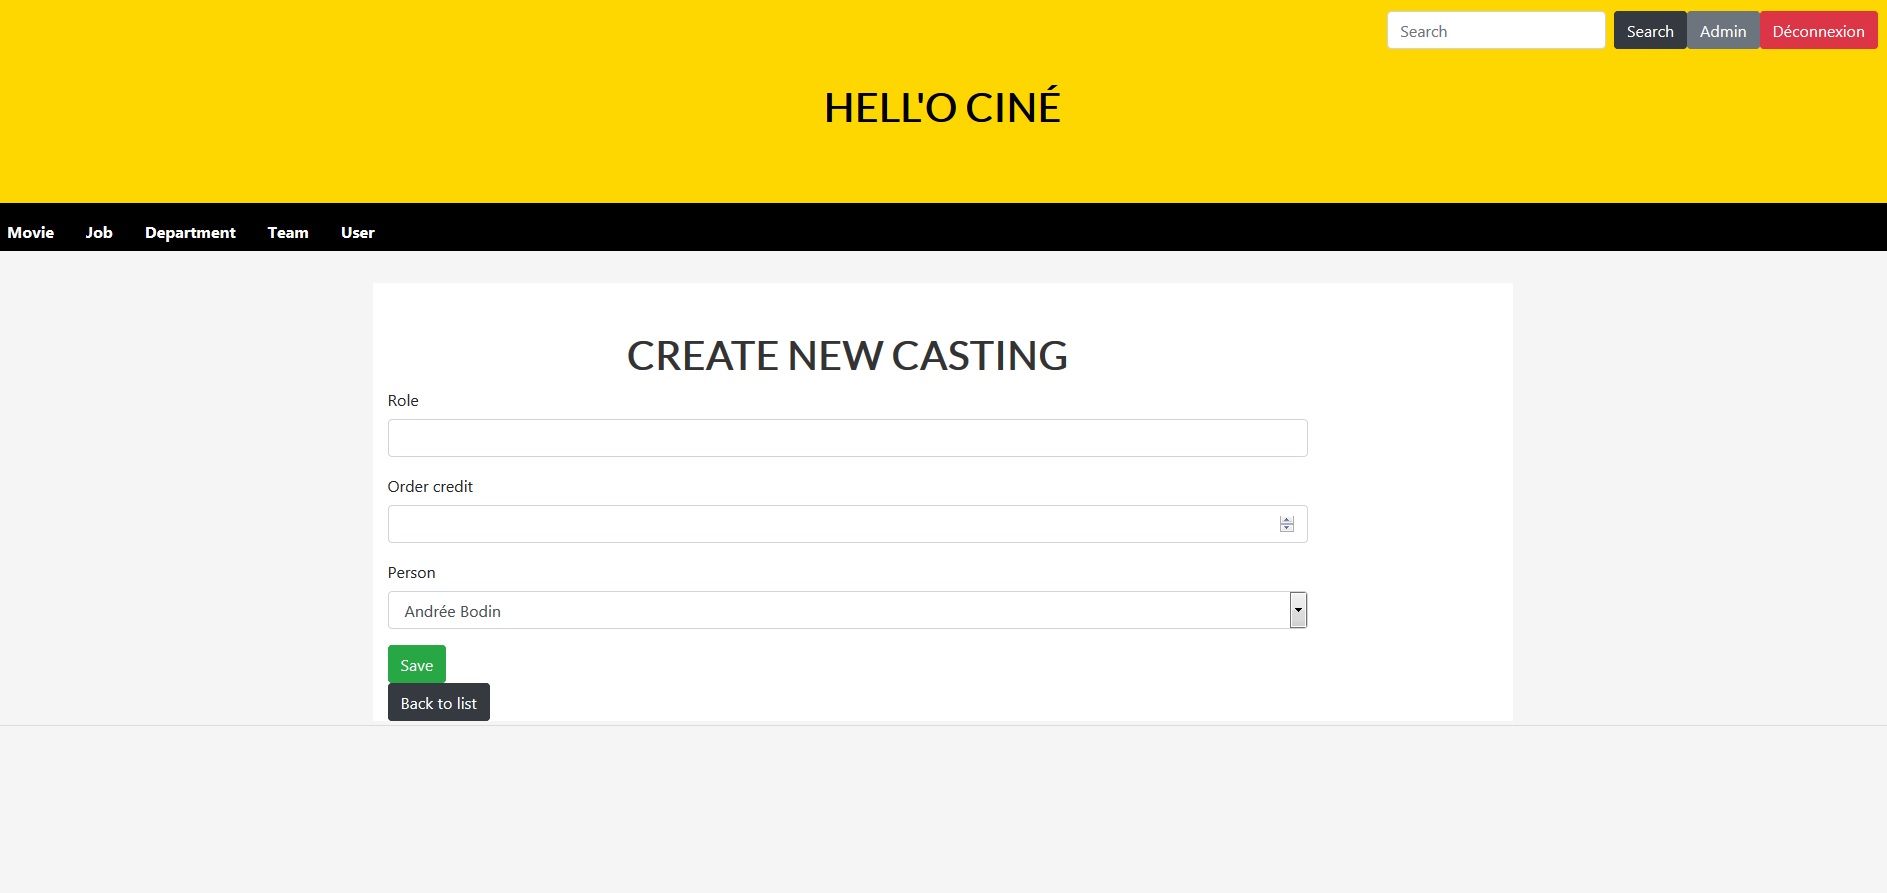 Search Search Admin Déconnexion
HELL'O CINÉ
Movie Job Department Team User
CREATE NEW CASTING
Role
Order credit
Person
Andrée Bodin
Save
Back to list